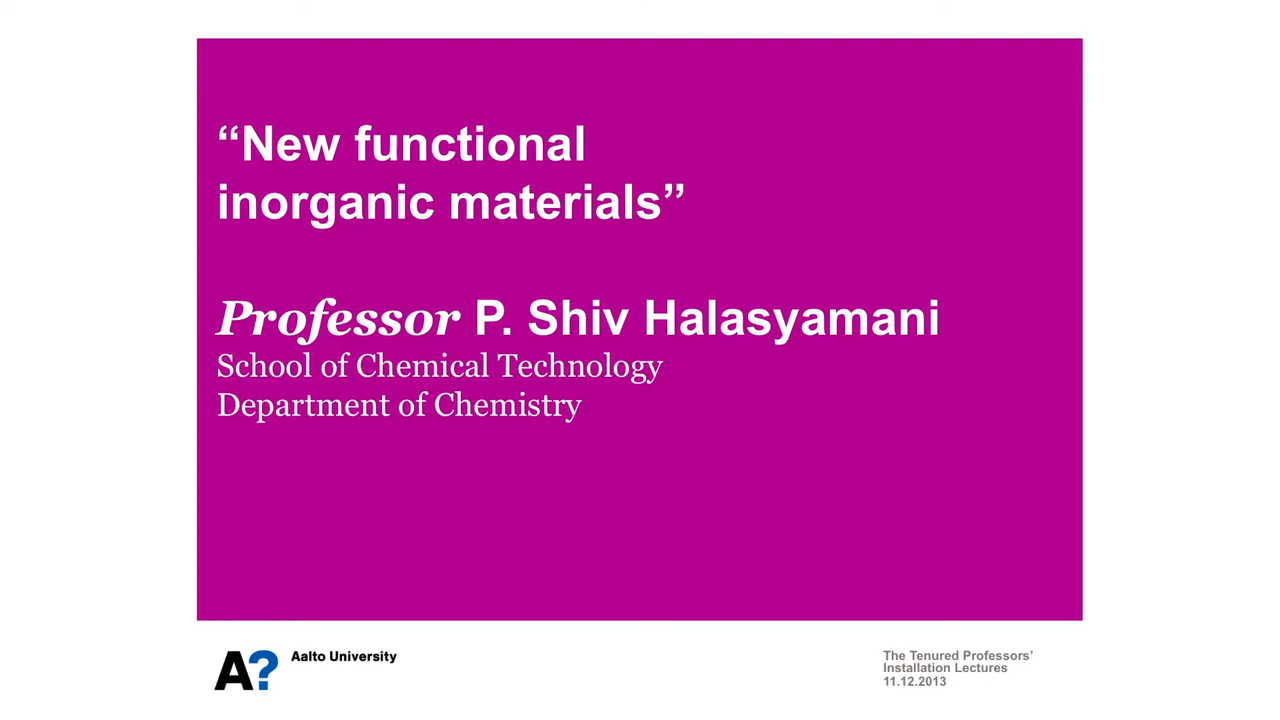 “New functional
inorganic materials”
Professor P. Shiv Halasyamani
School of Chemical Technology
Department of Chemistry
A?
Aalto University
The Tenured Professors’
Installation Lectures
11.12.2013